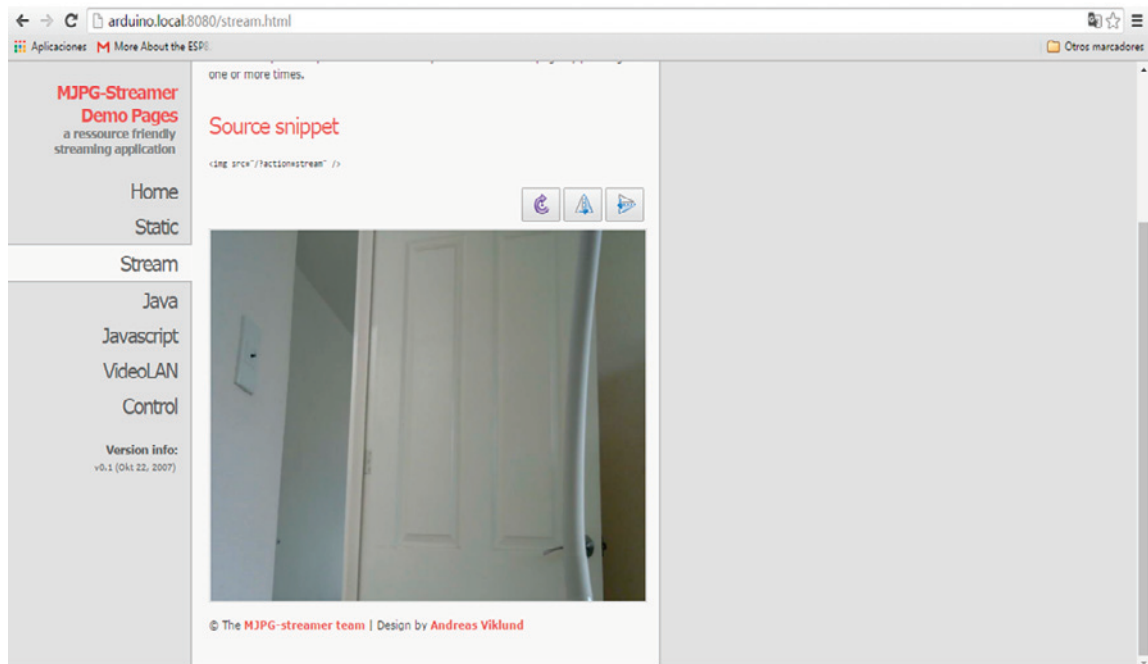 arduino.local:8080/stream.html
Aplicaciones
More About the ESP8
Otros marcadores
MJPG-Streamer
Demo Pages
a ressource friendly
streaming application
Home
Static
Stream
Java
Javascript
VideoLAN
Control
Version info:
v0.1 (Okt 22, 2007)
one or more times.
Source snippet
<img src="/?action=stream" />
© The MJPG-streamer team | Design by Andreas Viklund